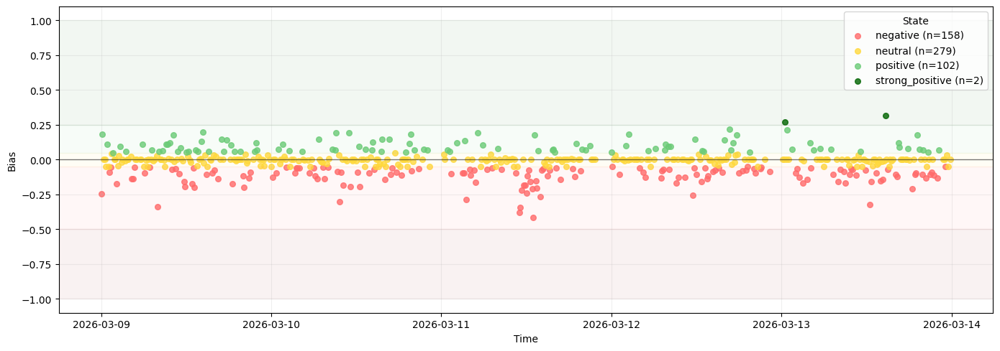 State
negative (n=158)
neutral (n=279)
positive (n=102)
strong_positive (n=2)
Bias
1.00
0.75
0.50
0.25
0.00
−0.25
−0.50
−0.75
−1.00
2026-03-09
2026-03-10
2026-03-11
2026-03-12
2026-03-13
2026-03-14
Time